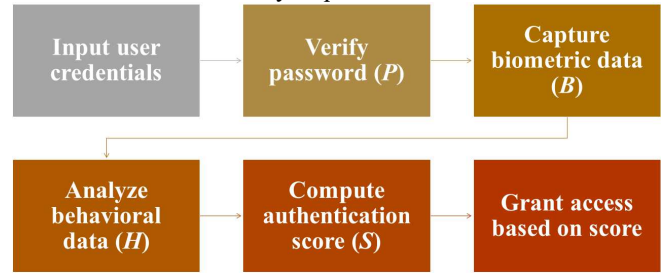 Input user
credentials
Verify
password (P)
Capture
biometric data
(B)
Analyze
behavioral
data (H)
Compute
authentication
score (S)
Grant access
based on score